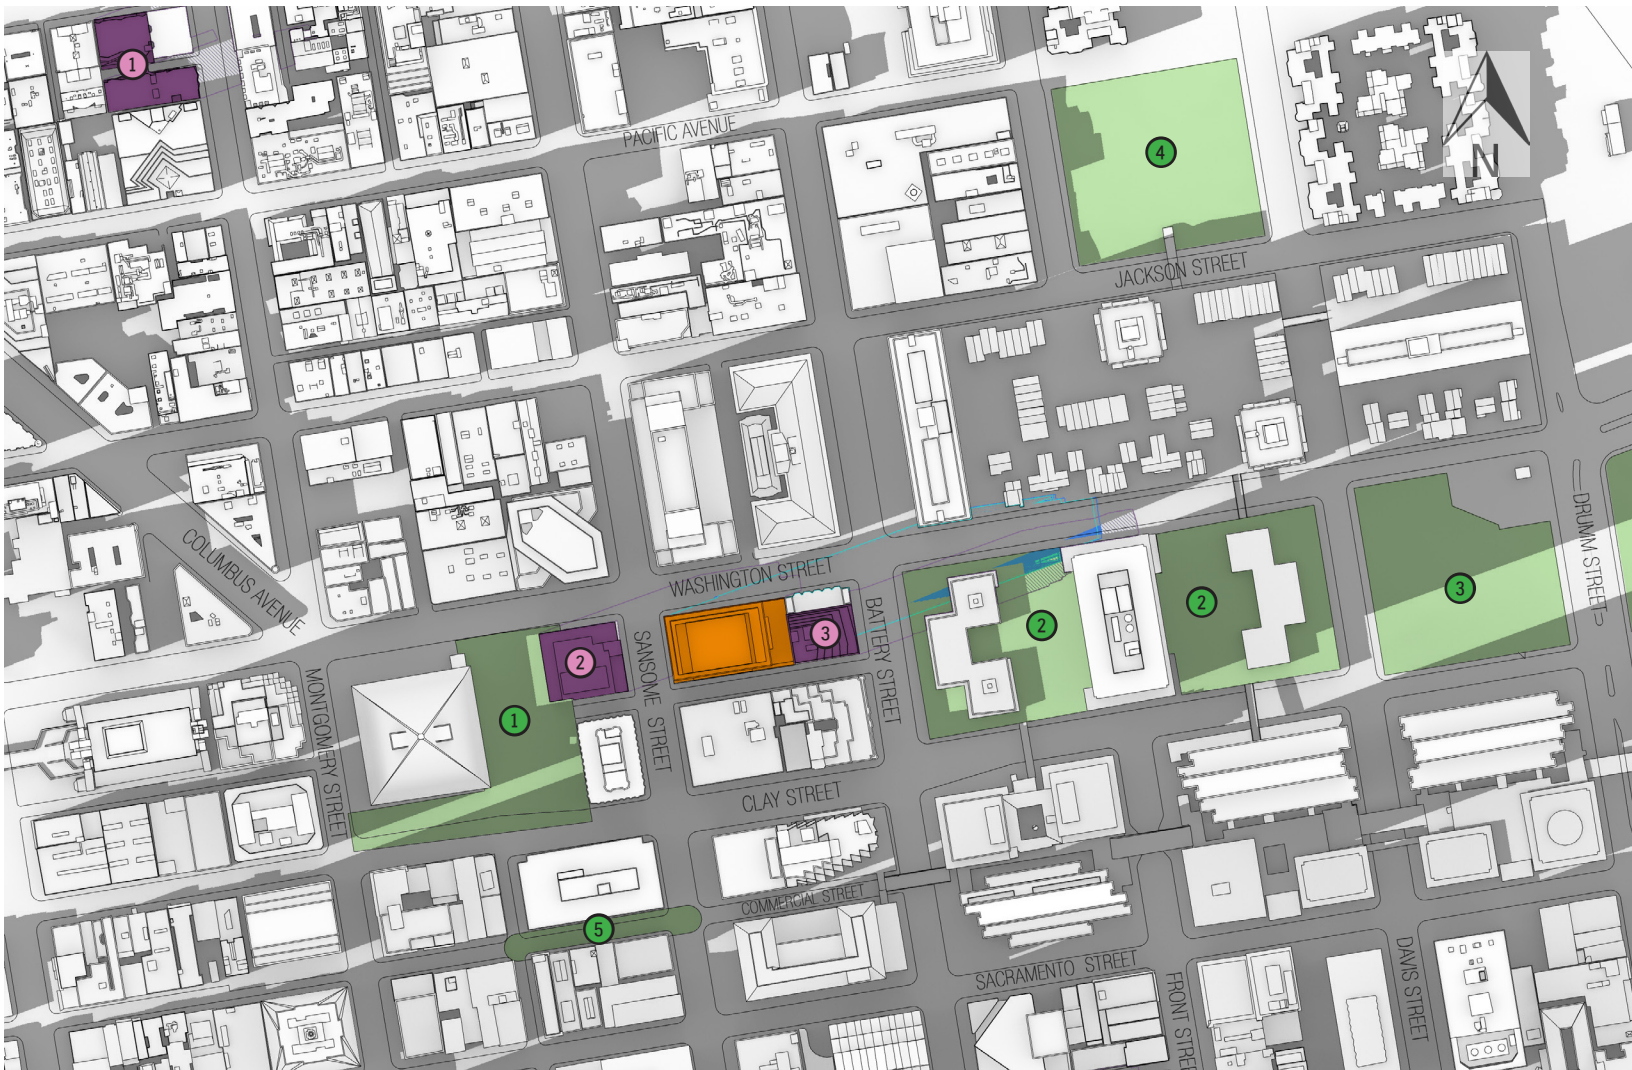 1
4
N
PACIFIC AVENUE
JACKSON STREET
COLUMBUS AVENUE
WASHINGTON STREET
DRUMM STREET
2
3
3
2
2
BATTERY STREET
SANSOME STREET
MONTGOMERY STREET
1
CLAY STREET
COMMERCIAL STREET
5
SACRAMENTO STREET
FRONT STREE
DAVIS STREET